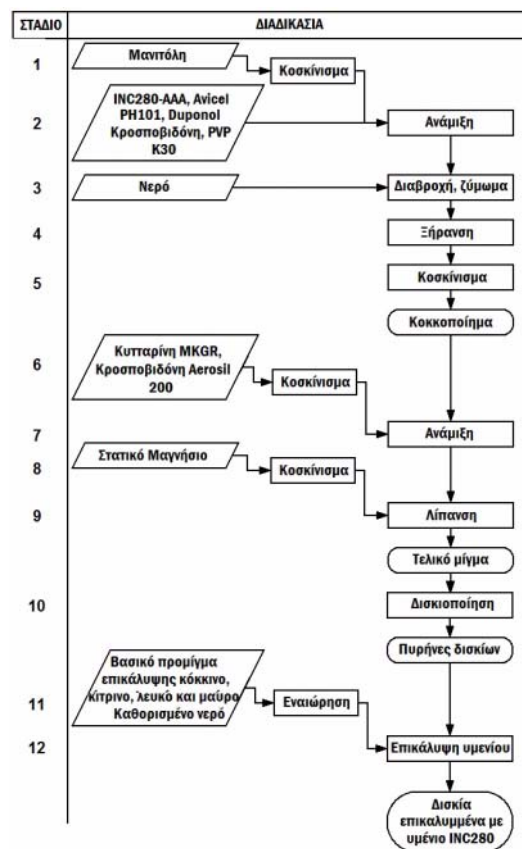 ΣΤΑΔΙΟ ΔΙΑΔΙΚΑΣΙΑ
1
Μανιτόλη
Κοσκίνισμα
2
INC280-AAA, Avicel
PH101, Duponol
Κροσποβιδόνη, PVP
K30
Ανάμιξη
3
Νερό
Διαβροχή, ζύμωμα
4
Ξήρανση
5
Κοσκίνισμα
Κοκκοποίημα
6
Κυτταρίνη MKGR,
Κροσποβιδόνη Aerosil
200
Κοσκίνισμα
7
Ανάμιξη
8
Στατικό Μαγνήσιο
Κοσκίνισμα
9
Λίπανση
Τελικό μίγμα
10
Δισκιοποίηση
Πυρήνες δισκίων
11
Βασικό προμίγμα
επικάλυψης κόκκινο,
κίτρινο, λευκό και μαύρο
Καθορισμένο νερό
Εναιώρηση
12
Επικάλυψη υμενίου
Δισκία
επικαλυμμένα με
υμένιο INC280